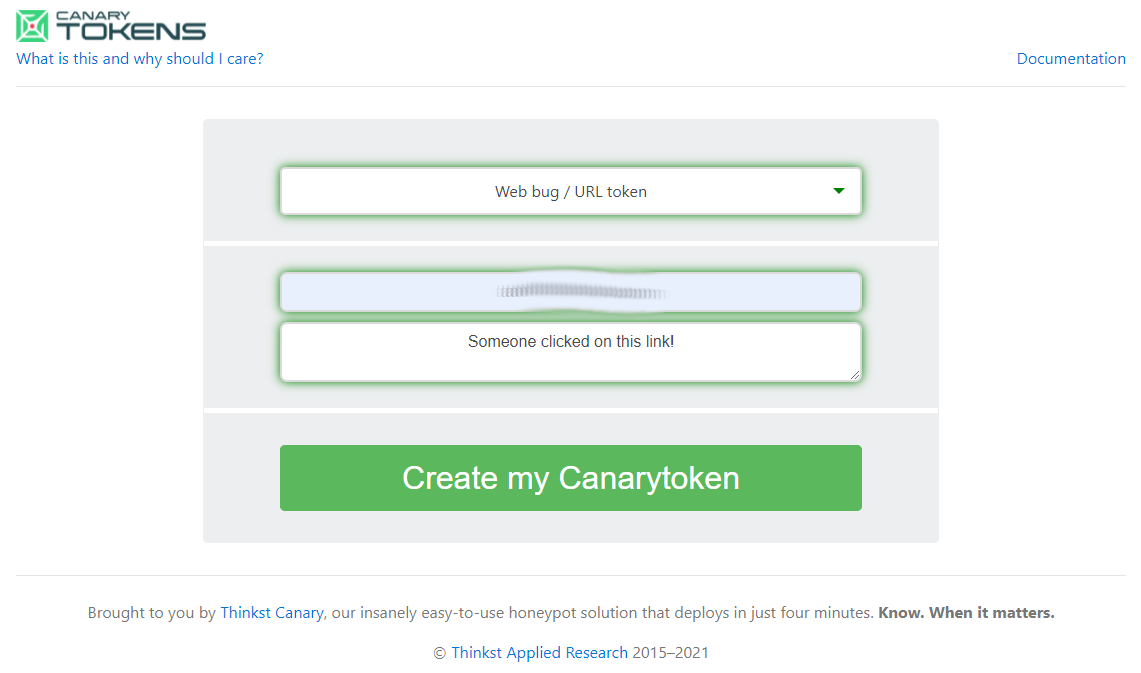 CANARY
TOKENS
What is this and why should I care?
Documentation
Web bug / URL token
Someone clicked on this link!
Create my Canarytoken
Brought to you by Thinkst Canary, our insanely easy-to-use honeypot solution that deploys in just four minutes. Know. When it matters.
© Thinkst Applied Research 2015–2021